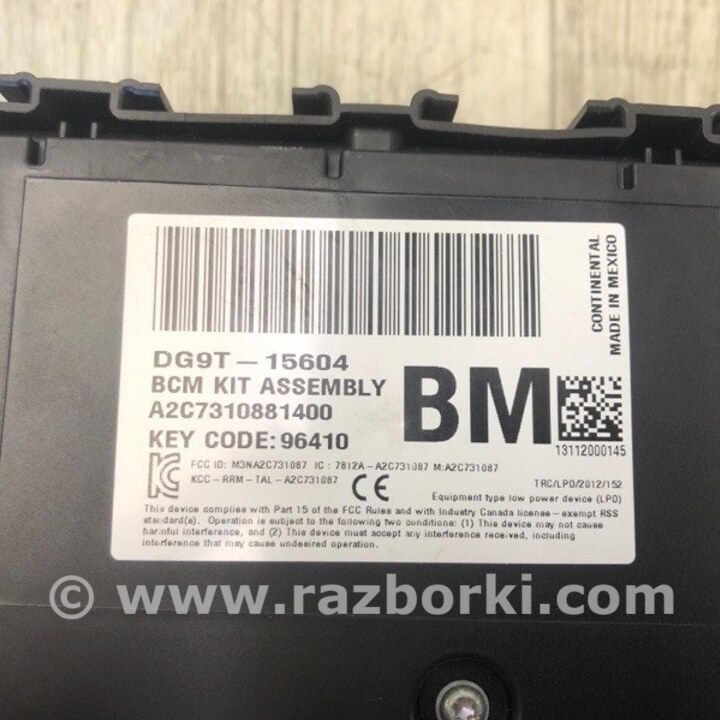 DG9T-15604
BCM KIT ASSEMBLY
A2C7310881400
KEY CODE: 96410
BM
CONTINENTAL
MADE IN MEXICO
13112000145
FCC ID: M3NA2C731087 IC : 7812A-A2C731087 M:A2C731087
KCC-RRM-TAL-A2C731087
CE
TRC/LPD/2012/152
Equipment type low power device (LPD)
This device complies with Part 15 of the FCC Rules and with Industry Canada license - exempt RSS
standard(s). Operation is subject to the following two conditions: (1) This device may not cause
harmful interference, and (2) This device must accept any interference received, including
interference that may cause undesired operation.
© www.razborki.com